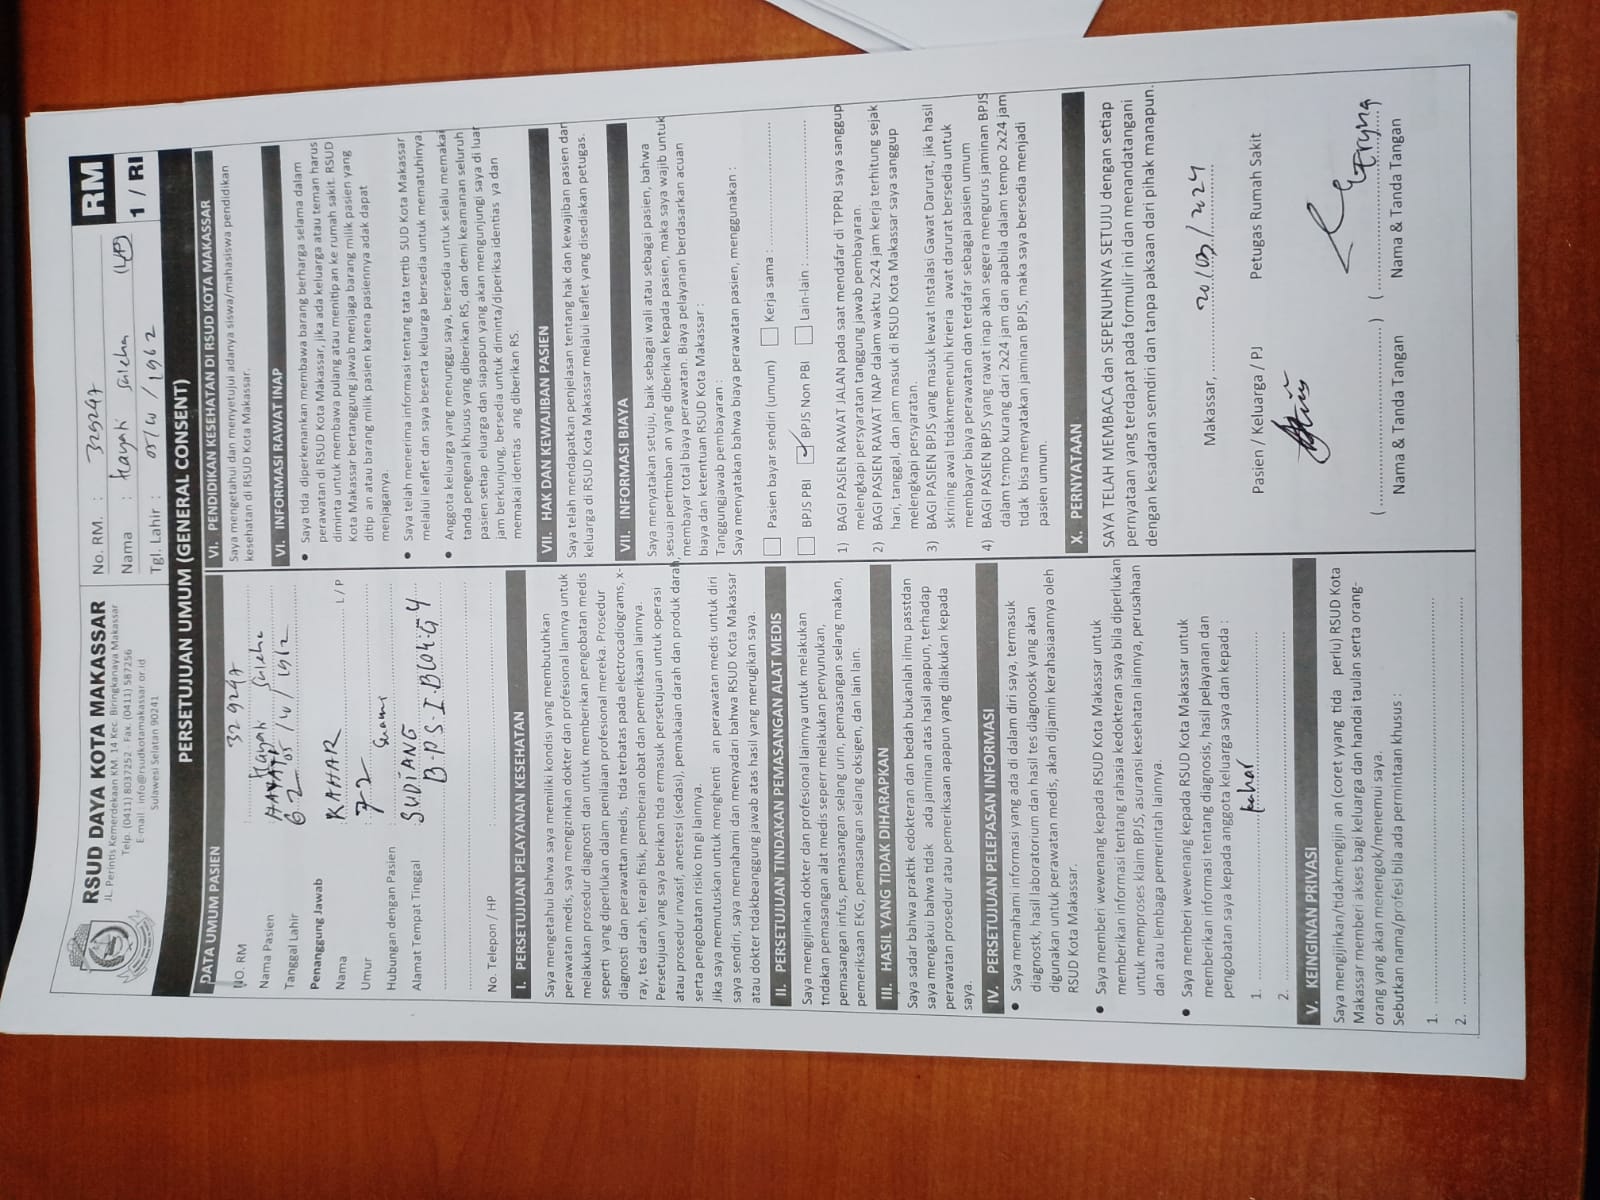 RSUD DAYA KOTA MAKASSAR
JL. Perintis Kemerdekaan KM. 14 Kec. Biringkanaya Makassar
Telp. (0411) 8037252 - Fax. (0411) 587256
E-mail : info@rsudkotamakassar.or.id
Sulawesi Selatan 90241
No. RM. : 329247
Nama : Hayati Saleha (L/P)
Tgl. Lahir : 05/10/1962
RM
1 / RI
PERSETUJUAN UMUM (GENERAL CONSENT)
DATA UMUM PASIEN
NO. RM : 329247
Nama Pasien : HAYATI Hayati Saleha
Tanggal Lahir : 62 05/10/1962
Penanggung Jawab
Nama : KAHAR L / P
Umur : 72
Hubungan dengan Pasien : Suami
Alamat Tempat Tinggal : SUDIANG
B.P.S.I.Blok.G4
No. Telepon / HP :
I. PERSETUJUAN PELAYANAN KESEHATAN
Saya mengetahui bahwa saya memiliki kondisi yang membutuhkan
perawatan medis, saya mengizinkan dokter dan profesional lainnya untuk
melakukan prosedur diagnosti dan untuk memberikan pengobatan medis
seperti yang diperlukan dalam penilaian profesional mereka. Prosedur
diagnosti dan perawattan medis, tida terbatas pada electrocadiograms, x-
ray, tes darah, terapi fisik, pemberian obat dan pemeriksaan lainnya.
Persetujuan yang saya berikan tida ermasuk persetujuan untuk operasi
atau prosedur invasif, anestesi (sedasi), pemakaian darah dan produk darah,
serta pengobatan risiko tin gi lainnya.
Jika saya memutuskan untuk menghenti an perawatan medis untuk diri
saya sendiri, saya memahami dan menyadari bahwa RSUD Kota Makassar
atau dokter tidakbeanggung jawab atas hasil yang merugikan saya.
II. PERSETUJUAN TINDAKAN PEMASANGAN ALAT MEDIS
Saya mengijinkan dokter dan profesional lainnya untuk melakukan
tndakan pemasangan alat medis seperr melakukan penyunukan,
pemasangan infus, pemasangan selang urin, pemasangan selang makan,
pemeriksaan EKG, pemasangan selang oksigen, dan lain lain.
III. HASIL YANG TIDAK DIHARAPKAN
Saya sadar bahwa praktik edokteran dan bedah bukanlah ilmu passtdan
saya mengakui bahwa tidak ada jaminan atas hasil apapun, terhadap
perawatan prosedur atau pemeriksaan apapun yang dilakukan kepada
saya.
IV. PERSETUJUAN PELEPASAN INFORMASI
• Saya memahami informasi yang ada di dalam diri saya, termasuk
diagnostk, hasil laboratorium dan hasil tes diagnoosk yang akan
digunakan untuk perawatan medis, akan dijamin kerahasiaannya oleh
RSUD Kota Makassar.
• Saya memberi wewenang kepada RSUD Kota Makassar untuk
memberikan informasi tentang rahasia kedokteran saya bila diperlukan
untuk memproses klaim BPJS, asuransi kesehatan lainnya, perusahaan
dan atau lembaga pemerintah lainnya.
• Saya memberi wewenang kepada RSUD Kota Makassar untuk
memberikan informasi tentang diagnosis, hasil pelayanan dan
pengobatan saya kepada anggota keluarga saya dan kepada :
1. kahar
2.
V. KEINGINAN PRIVASI
Saya mengijinkan/tidakmengijin an (coret yyang tida perlu) RSUD Kota
Makassar memberi akses bagi keluarga dan handai taulan serta orang-
orang yang akan menengok/menemui saya.
Sebutkan nama/profesi bila ada permintaan khusus :
1.
2.
VI. PENDIDIKAN KESEHATAN DI RSUD KOTA MAKASSAR
Saya mengetahui dan menyetujui adanya siswa/mahasiswa pendidikan
kesehatan di RSUD Kota Makassar.
VI. INFORMASI RAWAT INAP
• Saya tida diperkenankan membawa barang berharga selama dalam
perawatan di RSUD Kota Makassar, jika ada keluarga atau teman harus
diminta untuk membawa pulang atau menitip an ke rumah sakit. RSUD
Kota Makassar bertanggung jawab menjaga barang milik pasien yang
ditip an atau barang milik pasien karena pasiennya adak dapat
menjaganya.
• Saya telah menerima informasi tentang tata tertib SUD Kota Makassar
melalui leaflet dan saya beserta keluarga bersedia untuk mematuhinya.
• Anggota keluarga yang menunggu saya, bersedia untuk selalu memakai
tanda pengenal khusus yang diberikan RS, dan demi keamanan seluruh
pasien setiap eluarga dan siapapun yang akan mengunjungi saya di luar
jam berkunjung, bersedia untuk diminta/diperiksa identias ya dan
memakai identias ang diberikan RS.
VII. HAK DAN KEWAJIBAN PASIEN
Saya telah mendapatkan penjelasan tentang hak dan kewajiban pasien dan
keluarga di RSUD Kota Makassar melalui leaflet yang disediakan petugas.
VII. INFORMASI BIAYA
Saya menyatakan setuju, baik sebagai wali atau sebagai pasien, bahwa
sesuai pertimban an yang diberikan kepada pasien, maka saya wajib untuk
membayar total biaya perawatan. Biaya pelayanan berdasarkan acuan
biaya dan ketentuan RSUD Kota Makassar :
Tanggungjawab pembayaran :
Saya menyatakan bahwa biaya perawatan pasien, menggunakan :
Pasien bayar sendiri (umum) Kerja sama :
BPJS PBI ✓ BPJS Non PBI Lain-lain :
1) BAGI PASIEN RAWAT JALAN pada saat mendafar di TPPRJ saya sanggup
melengkapi persyaratan tanggung jawab pembayaran.
2) BAGI PASIEN RAWAT INAP dalam waktu 2x24 jam kerja terhitung sejak
hari, tanggal, dan jam masuk di RSUD Kota Makassar saya sanggup
melengkapi persyaratan.
3) BAGI PASIEN BPJS yang masuk lewat Instalasi Gawat Darurat, jika hasil
skrining awal tidakmemenuhi krieria awat darurat bersedia untuk
membayar biaya perawatan dan terdafar sebagai pasien umum
4) BAGI PASIEN BPJS yang rawat inap akan segera mengurus jaminan BPJS
dalam tempo kurang dari 2x24 jam dan apabila dalam tempo 2x24 jam
tidak bisa menyatakan jaminan BPJS, maka saya bersedia menjadi
pasien umum.
X. PERNYATAAN
SAYA TELAH MEMBACA dan SEPENUHNYA SETUJU dengan setiap
pernyataan yang terdapat pada formulir ini dan menandatangani
dengan kesadaran semdiri dan tanpa paksaan dari pihak manapun.
Makassar, 20/03/2024
Pasien / Keluarga / PJ Petugas Rumah Sakit
Eryna
(  ) (
Nama & Tanda Tangan Nama & Tanda Tangan